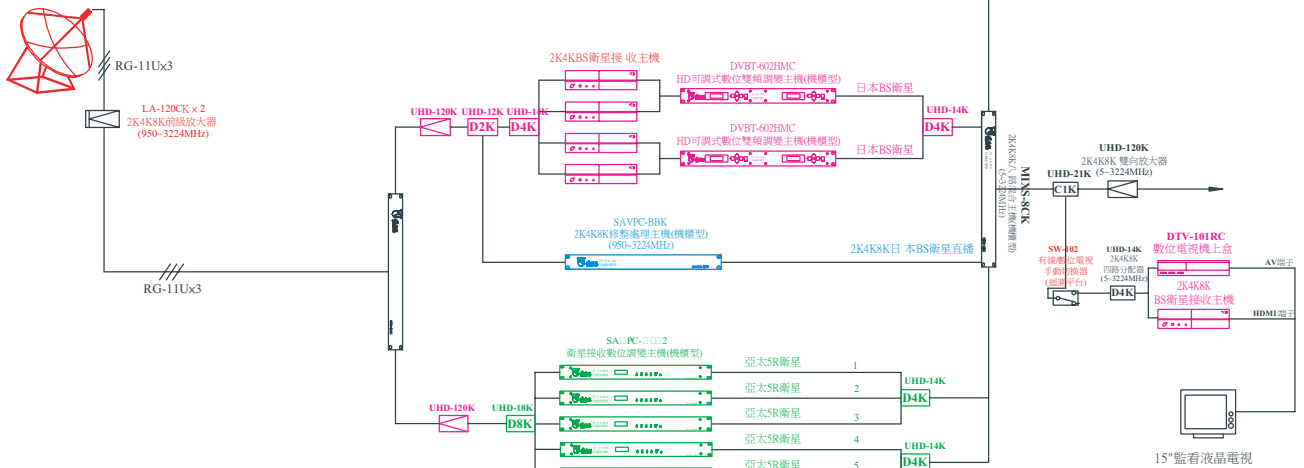 RG-11Ux3
LA-120CK x 2
2K4K8K前級放大器
(950~3224MHz)
RG-11Ux3
UHD-120K
UHD-12K
D2K
UHD-14K
D4K
2K4KBS衛星接 收主機
DVBT-602HMC
HD可調式數位雙頻調變主機(機櫃型)
日本BS衛星
DVBT-602HMC
HD可調式數位雙頻調變主機(機櫃型)
日本BS衛星
UHD-14K
D4K
SAVPC-BBK
2K4K8K修整處理主機(機櫃型)
(950~3224MHz)
2K4K8K日 本BS衛星直播
MIXS-8CK
2K4K8K八 路混合主機(機櫃型)
(5~3224MHz)
UHD-21K
C1K
UHD-120K
2K4K8K 雙向放大器
(5~3224MHz)
SW-102
有線/數位電視
手動切換器
UHD-14K
2K4K8K
四路分配器
(5~3224MHz)
D4K
DTV-101RC
數位電視機上盒
2K4K8K
BS衛星接收主機
AV端子
HDMI端子
15"監看液晶電視
UHD-120K
UHD-18K
D8K
衛星接收數位調變主機(機櫃型)
亞太5R衛星 1
亞太5R衛星 2
亞太5R衛星 3
亞太5R衛星 4
亞太5R衛星 5
UHD-14K
D4K
UHD-14K
D4K